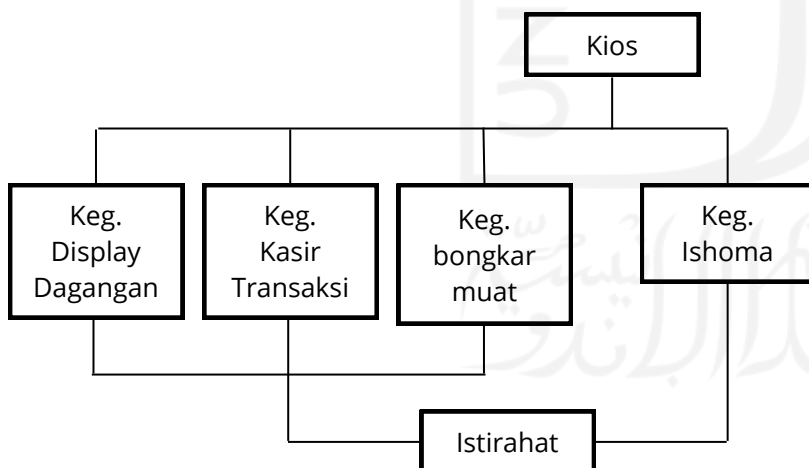 Kios
Keg.
Display
Dagangan
Keg.
Kasir
Transaksi
Keg.
bongkar
muat
Keg.
Ishoma
Istirahat